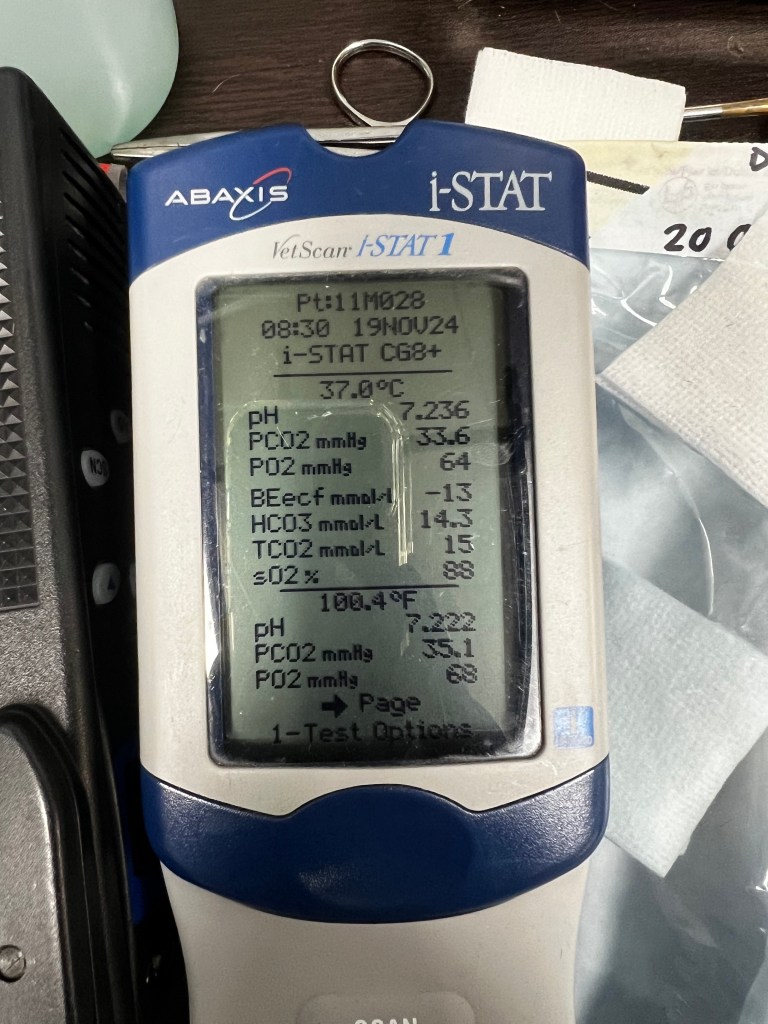 ABAXIS
i-STAT
VetScan i-STAT 1
20
Pt:11M028
08:30 19NOV24
i-STAT CG8+
37.0°C
pH 7.236
PCO2 mmHg 33.6
PO2 mmHg 64
BEecf mmol/L -13
HCO3 mmol/L 14.3
TCO2 mmol/L 15
sO2 % 88
100.4°F
pH 7.222
PCO2 mmHg 35.1
PO2 mmHg 68
➔ Page
1-Test Options
SCAN